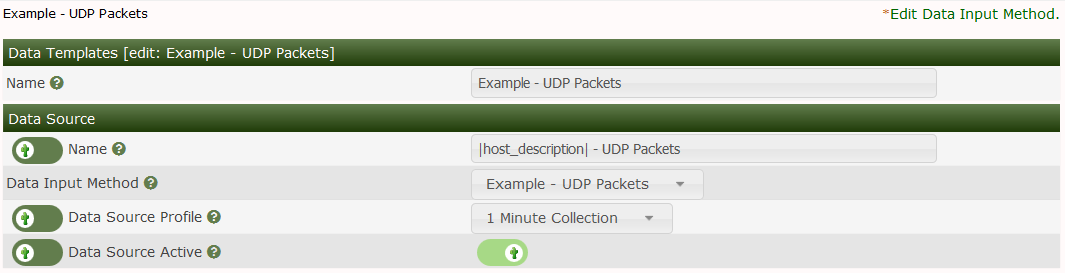 Example - UDP Packets
*Edit Data Input Method.
Data Templates [edit: Example - UDP Packets]
Name ?
Example - UDP Packets
Data Source
Name ?
|host_description| - UDP Packets
Data Input Method ?
Example - UDP Packets
Data Source Profile ?
1 Minute Collection
Data Source Active ?